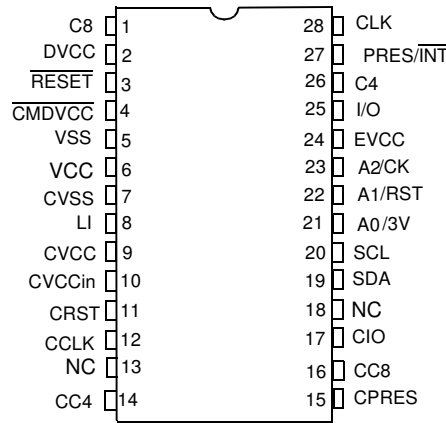 C8 1 28 CLK
DVCC 2 27 PRES/INT
RESET 3 26 C4
CMDVCC 4 25 I/O
VSS 5 24 EVCC
VCC 6 23 A2/CK
CVSS 7 22 A1/RST
LI 8 21 A0/3V
CVCC 9 20 SCL
CVCCin 10 19 SDA
CRST 11 18 NC
CCLK 12 17 CIO
NC 13 16 CC8
CC4 14 15 CPRES